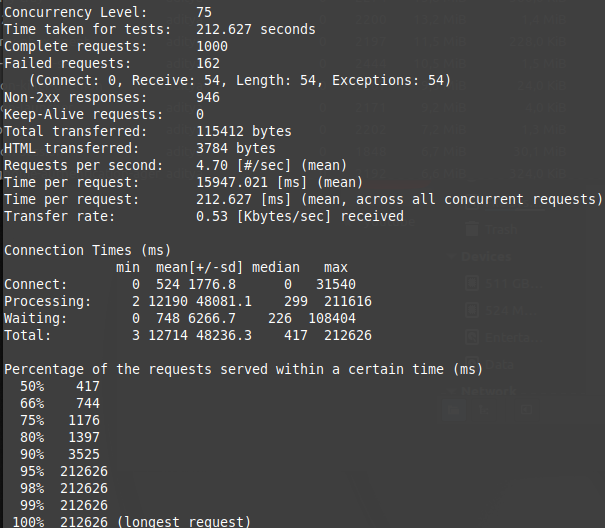 Concurrency Level:      75
Time taken for tests:   212.627 seconds
Complete requests:      1000
Failed requests:        162
   (Connect: 0, Receive: 54, Length: 54, Exceptions: 54)
Non-2xx responses:      946
Keep-Alive requests:    0
Total transferred:      115412 bytes
HTML transferred:       3784 bytes
Requests per second:    4.70 [#/sec] (mean)
Time per request:       15947.021 [ms] (mean)
Time per request:       212.627 [ms] (mean, across all concurrent requests)
Transfer rate:          0.53 [Kbytes/sec] received

Connection Times (ms)
              min  mean[+/-sd] median   max
Connect:        0  524 1776.8      0   31540
Processing:     2 12190 48081.1    299  211616
Waiting:        0  748 6266.7    226  108404
Total:          3 12714 48236.3    417  212626

Percentage of the requests served within a certain time (ms)
  50%    417
  66%    744
  75%   1176
  80%   1397
  90%   3525
  95%  212626
  98%  212626
  99%  212626
 100%  212626 (longest request)
Trash
Devices
Network